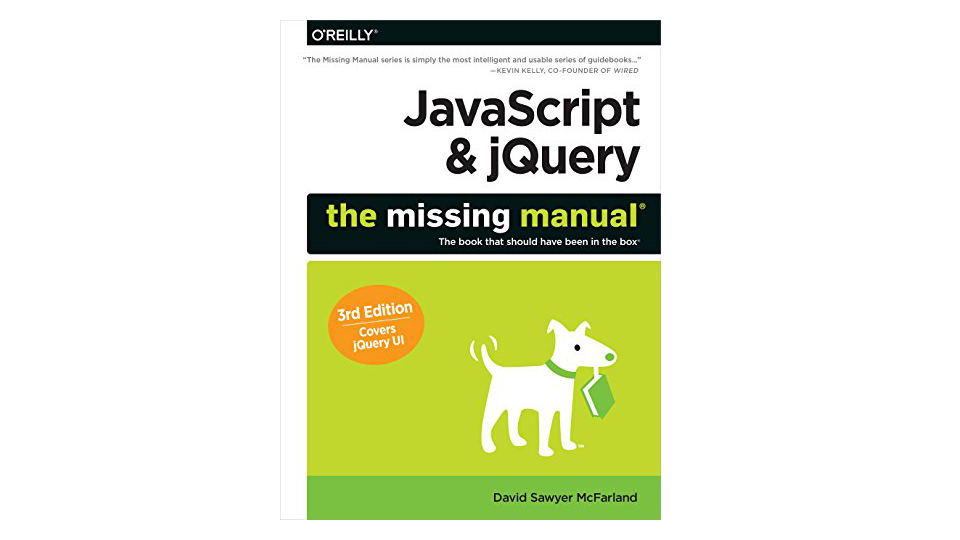 O'REILLY®
“The Missing Manual series is simply the most intelligent and usable series of guidebooks...”
—KEVIN KELLY, CO-FOUNDER OF WIRED
JavaScript
& jQuery
the missing manual®
The book that should have been in the box®
3rd Edition
Covers
jQuery UI
TM
David Sawyer McFarland